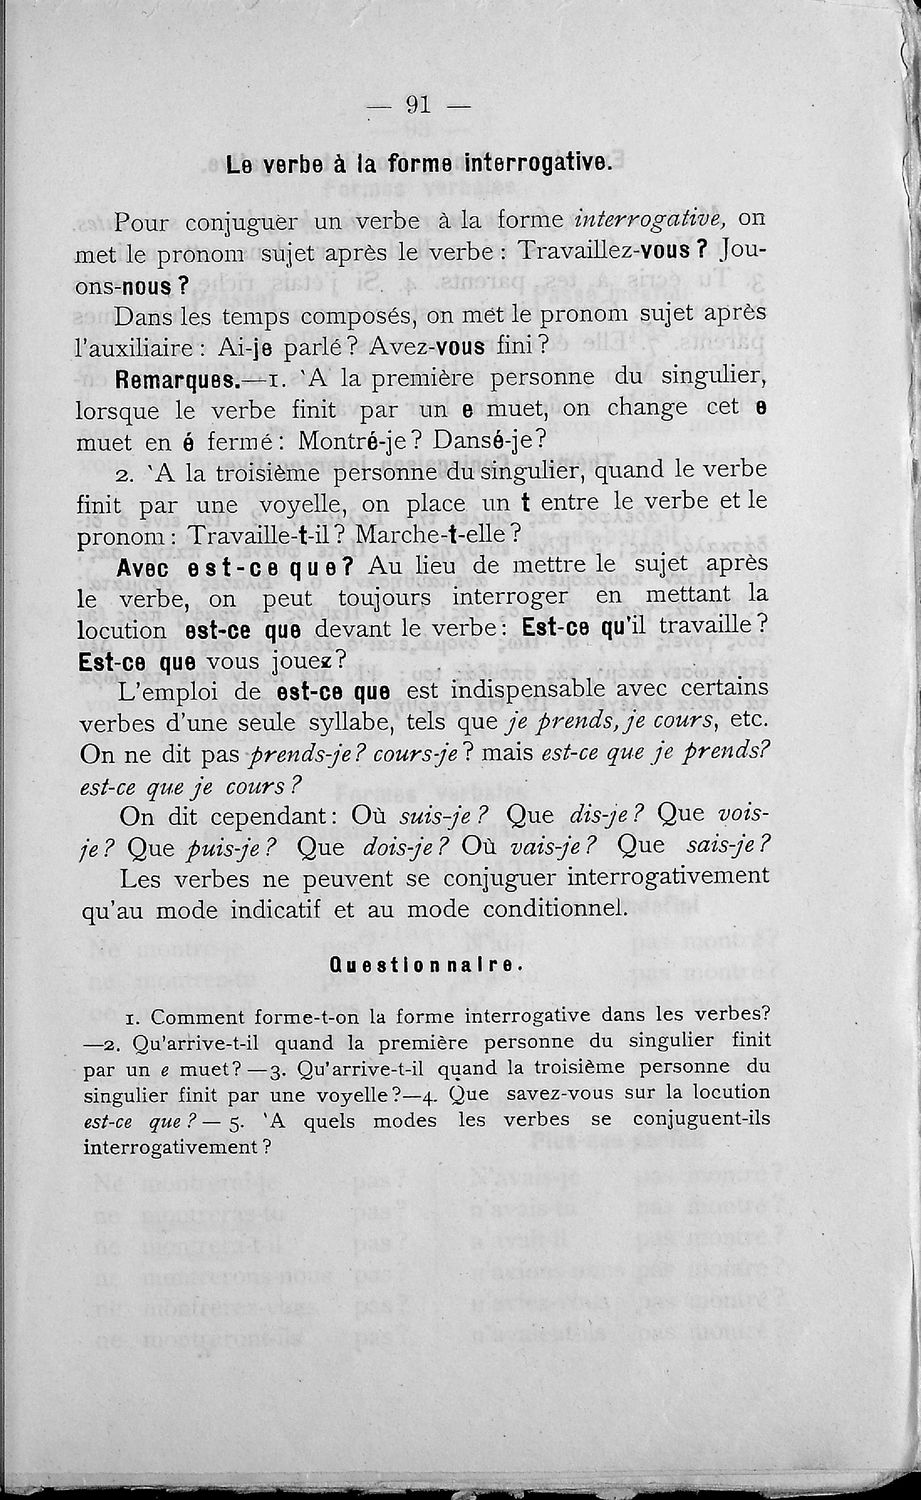 — 91 —
Le verbe à la forme interrogative.
Pour conjuguer un verbe à la forme interrogative, on
met le pronom sujet après le verbe : Travaillez-vous ? Jou-
ons-nous ?
Dans les temps composés, on met le pronom sujet après
l'auxiliaire : Ai-je parlé ? Avez-vous fini ?
Remarques.—1. 'A la première personne du singulier,
lorsque le verbe finit par un e muet, on change cet e
muet en é fermé : Montré-je ? Dansé-je ?
2. 'A la troisième personne du singulier, quand le verbe
finit par une voyelle, on place un t entre le verbe et le
pronom : Travaille-t-il ? Marche-t-elle ?
Avec est-ce que? Au lieu de mettre le sujet après
le verbe, on peut toujours interroger en mettant la
locution est-ce que devant le verbe : Est-ce qu'il travaille ?
Est-ce que vous jouez ?
L'emploi de est-ce que est indispensable avec certains
verbes d'une seule syllabe, tels que je prends, je cours, etc.
On ne dit pas prends-je? cours-je? mais est-ce que je prends?
est-ce que je cours ?
On dit cependant : Où suis-je ? Que dis-je ? Que vois-
je ? Que puis-je ? Que dois-je ? Où vais-je ? Que sais-je ?
Les verbes ne peuvent se conjuguer interrogativement
qu'au mode indicatif et au mode conditionnel.
Questionnaire.
1. Comment forme-t-on la forme interrogative dans les verbes?
—2. Qu'arrive-t-il quand la première personne du singulier finit
par un e muet? —3. Qu'arrive-t-il quand la troisième personne du
singulier finit par une voyelle?—4. Que savez-vous sur la locution
est-ce que ? — 5. 'A quels modes les verbes se conjuguent-ils
interrogativement ?